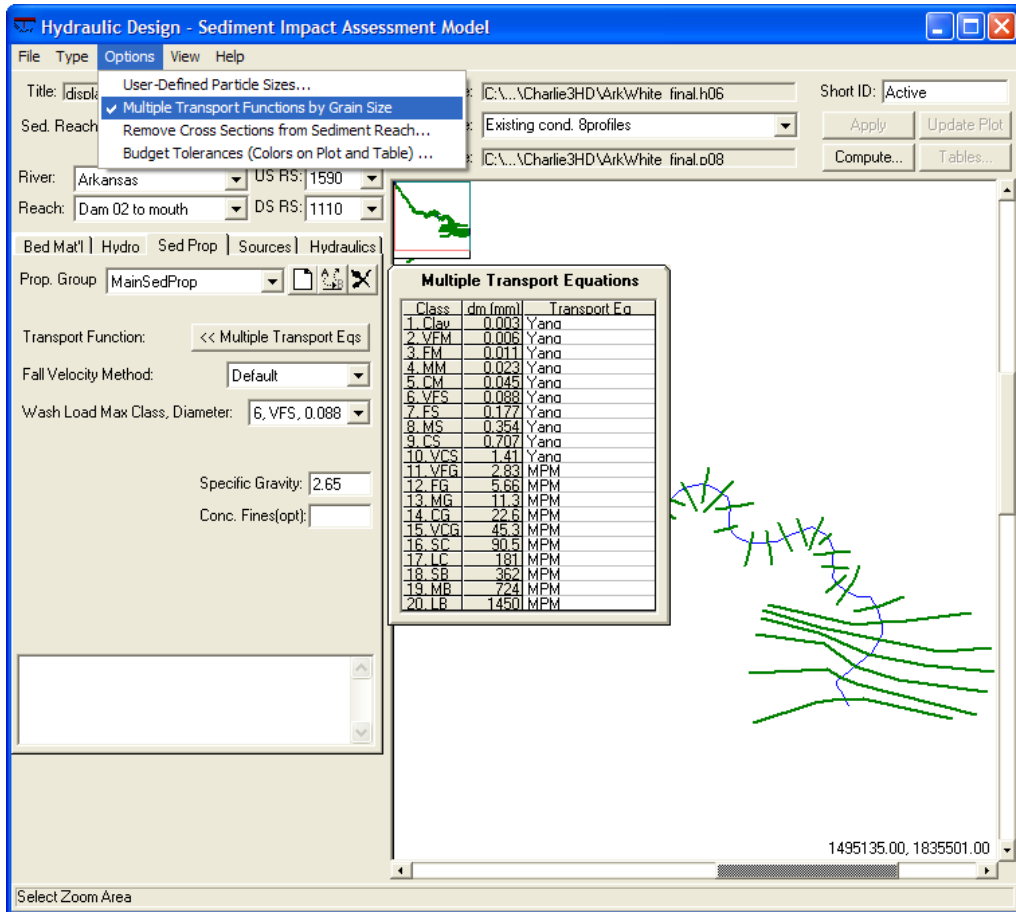 Hydraulic Design - Sediment Impact Assessment Model
File Type Options View Help
User-Defined Particle Sizes...
Multiple Transport Functions by Grain Size
Remove Cross Sections from Sediment Reach...
Budget Tolerances (Colors on Plot and Table) ...
Title: C:\...\Charlie3HD\ArkWhite_final.h06 Short ID: Active
Sed. Reach Existing cond. 8profiles Apply Update Plot
C:\...\Charlie3HD\ArkWhite_final.p08 Compute... Tables...
River: Arkansas US RS: 1590
Reach: Dam 02 to mouth DS RS: 1110
Bed Mat'l Hydro Sed Prop Sources Hydraulics
Prop. Group MainSedProp
Transport Function: << Multiple Transport Eqs
Fall Velocity Method: Default
Wash Load Max Class, Diameter: 6, VFS, 0.088
Specific Gravity: 2.65
Conc. Fines(opt):
Multiple Transport Equations
Class dm (mm) Transport Eq
1. Clay 0.003 Yang
2. VFM 0.006 Yang
3. FM 0.011 Yang
4. MM 0.023 Yang
5. CM 0.045 Yang
6. VFS 0.088 Yang
7. FS 0.177 Yang
8. MS 0.354 Yang
9. CS 0.707 Yang
10. VCS 1.41 Yang
11. VFG 2.83 MPM
12. FG 5.66 MPM
13. MG 11.3 MPM
14. CG 22.6 MPM
15. VCG 45.3 MPM
16. SC 90.5 MPM
17. LC 181 MPM
18. SB 362 MPM
19. MB 724 MPM
20. LB 1450 MPM
1495135.00, 1835501.00
Select Zoom Area